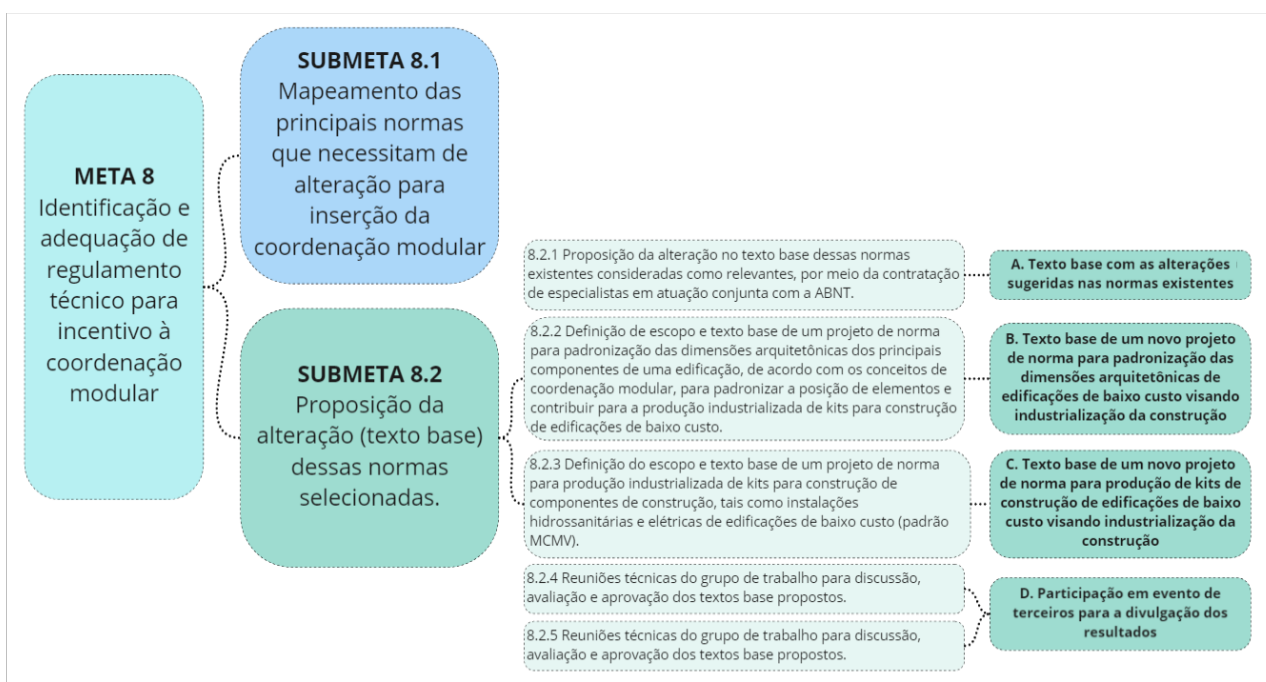 META 8
Identificação e
adequação de
regulamento
técnico para
incentivo à
coordenação
modular
SUBMETA 8.1
Mapeamento das
principais normas
que necessitam de
alteração para
inserção da
coordenação modular
SUBMETA 8.2
Proposição da
alteração (texto base)
dessas normas
selecionadas.
8.2.1 Proposição da alteração no texto base dessas normas
existentes consideradas como relevantes, por meio da contratação
de especialistas em atuação conjunta com a ABNT.
A. Texto base com as alterações
sugeridas nas normas existentes
8.2.2 Definição de escopo e texto base de um projeto de norma
para padronização das dimensões arquitetônicas dos principais
componentes de uma edificação, de acordo com os conceitos de
coordenação modular, para padronizar a posição de elementos e
contribuir para a produção industrializada de kits para construção
de edificações de baixo custo.
B. Texto base de um novo projeto
de norma para padronização das
dimensões arquitetônicas de
edificações de baixo custo visando
industrialização da construção
8.2.3 Definição do escopo e texto base de um projeto de norma
para produção industrializada de kits para construção de
componentes de construção, tais como instalações
hidrossanitárias e elétricas de edificações de baixo custo (padrão
MCMV).
C. Texto base de um novo projeto
de norma para produção de kits de
construção de edificações de baixo
custo visando industrialização da
construção
8.2.4 Reuniões técnicas do grupo de trabalho para discussão,
avaliação e aprovação dos textos base propostos.
8.2.5 Reuniões técnicas do grupo de trabalho para discussão,
avaliação e aprovação dos textos base propostos.
D. Participação em evento de
terceiros para a divulgação dos
resultados